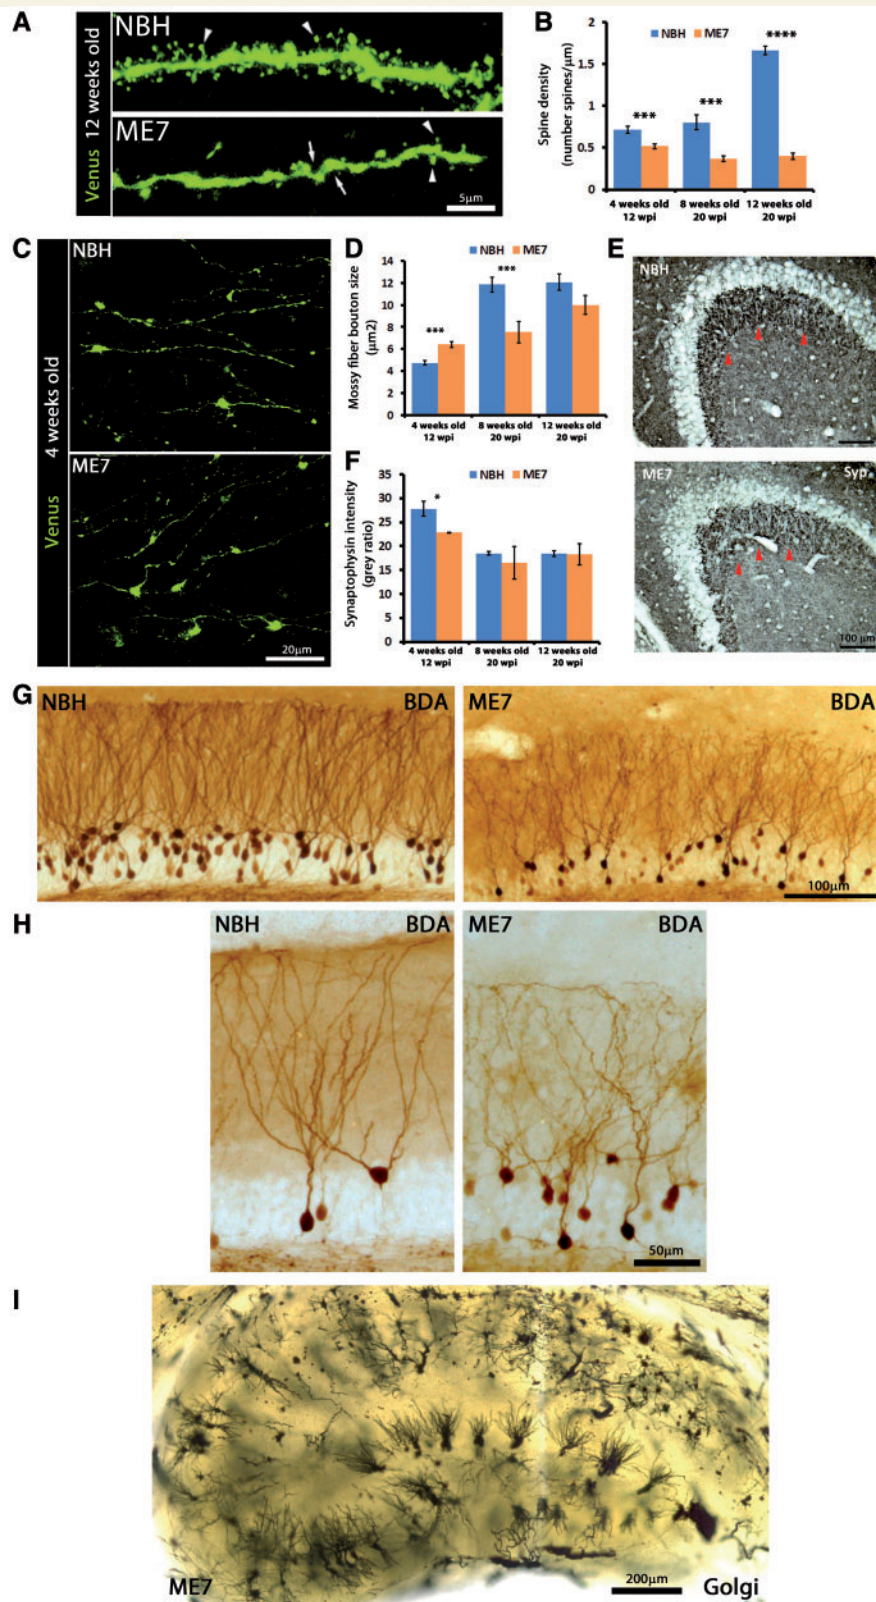 A
NBH
ME7
Venus 12 weeks old
5μm
B
NBH ME7
Spine density
(number spines/μm)
2
1.5
1
0.5
0
***
***
****
4 weeks old
12 wpi
8 weeks old
20 wpi
12 weeks old
20 wpi
C
NBH
ME7
Venus 4 weeks old
20μm
D
NBH ME7
Mossy fiber bouton size
(μm2)
14
12
10
8
6
4
2
0
***
***
4 weeks old
12 wpi
8 weeks old
20 wpi
12 weeks old
20 wpi
E
NBH
ME7 Syp
100 μm
F
NBH ME7
Synaptophysin intensity
(grey ratio)
35
30
25
20
15
10
5
0
*
4 weeks old
12 wpi
8 weeks old
20 wpi
12 weeks old
20 wpi
G
NBH BDA
ME7 BDA
100μm
H
NBH BDA
ME7 BDA
50μm
I
ME7
200μm
Golgi